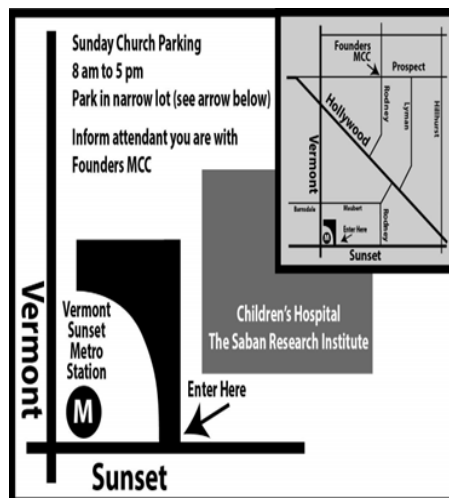 Sunday Church Parking
8 am to 5 pm
Park in narrow lot (see arrow below)
Inform attendant you are with
Founders MCC
Founders
MCC
Prospect
Rodney
Lyman
Hillhurst
Hollywood
Vermont
Barnsdale
Maubert
Rodney
Enter Here
M
Sunset
Vermont
Vermont
Sunset
Metro
Station
M
Children's Hospital
The Saban Research Institute
Enter Here
Sunset